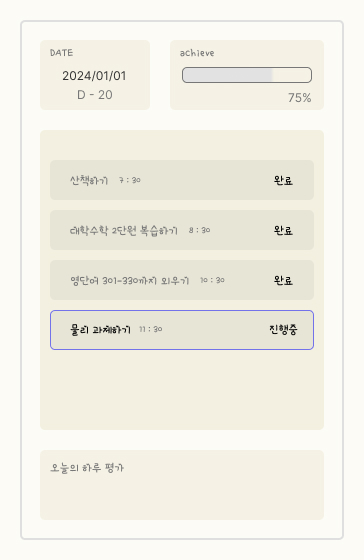 DATE
2024/01/01
D - 20
achieve
75%
산책하기 7 : 30 완료
대학수학 2단원 복습하기 8 : 30 완료
영단어 301-330까지 외우기 10 : 30 완료
물리 과제하기 11 : 30 진행중
오늘의 하루 평가